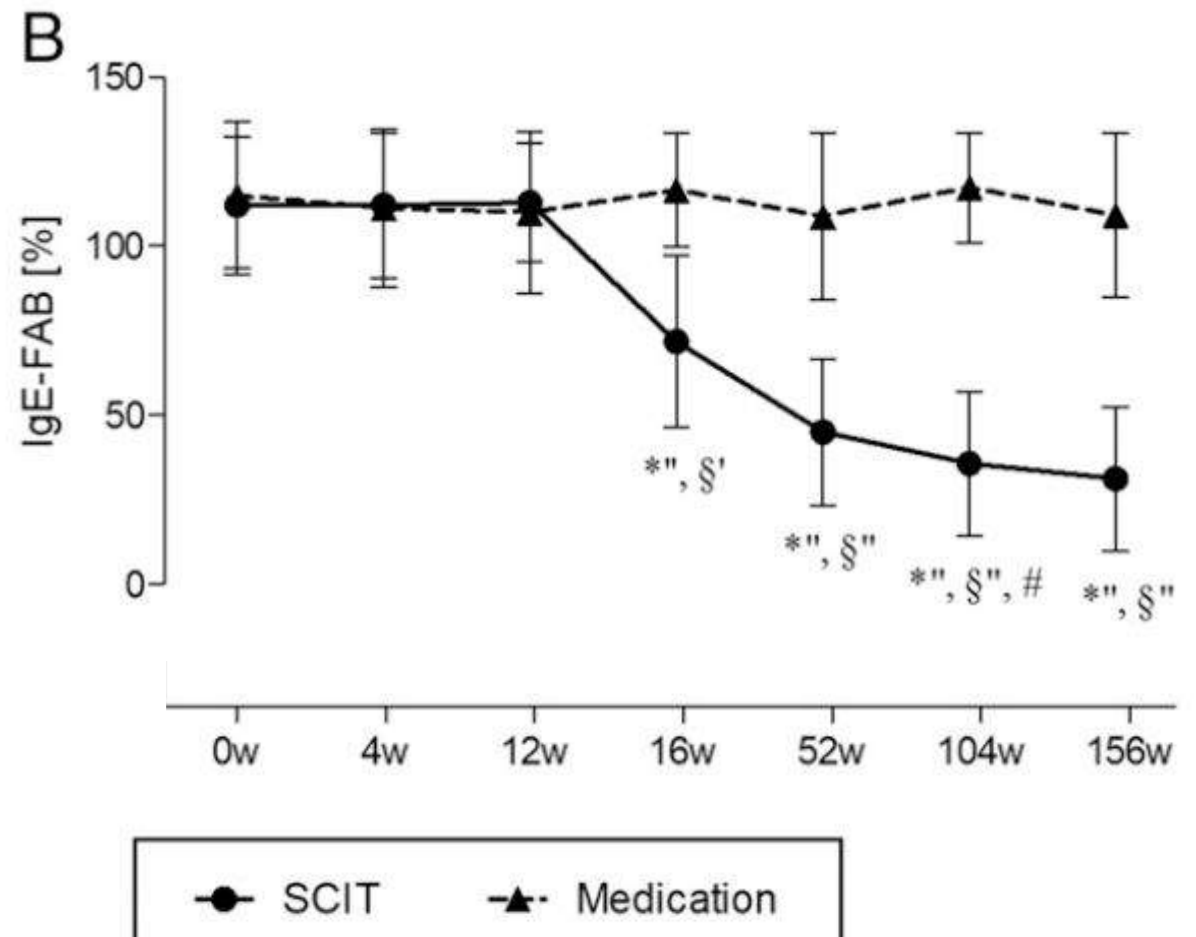 B
150
100
50
0
IgE-FAB [%]
*", §'
*", §"
*", §", #
*", §"
0w 4w 12w 16w 52w 104w 156w
SCIT Medication